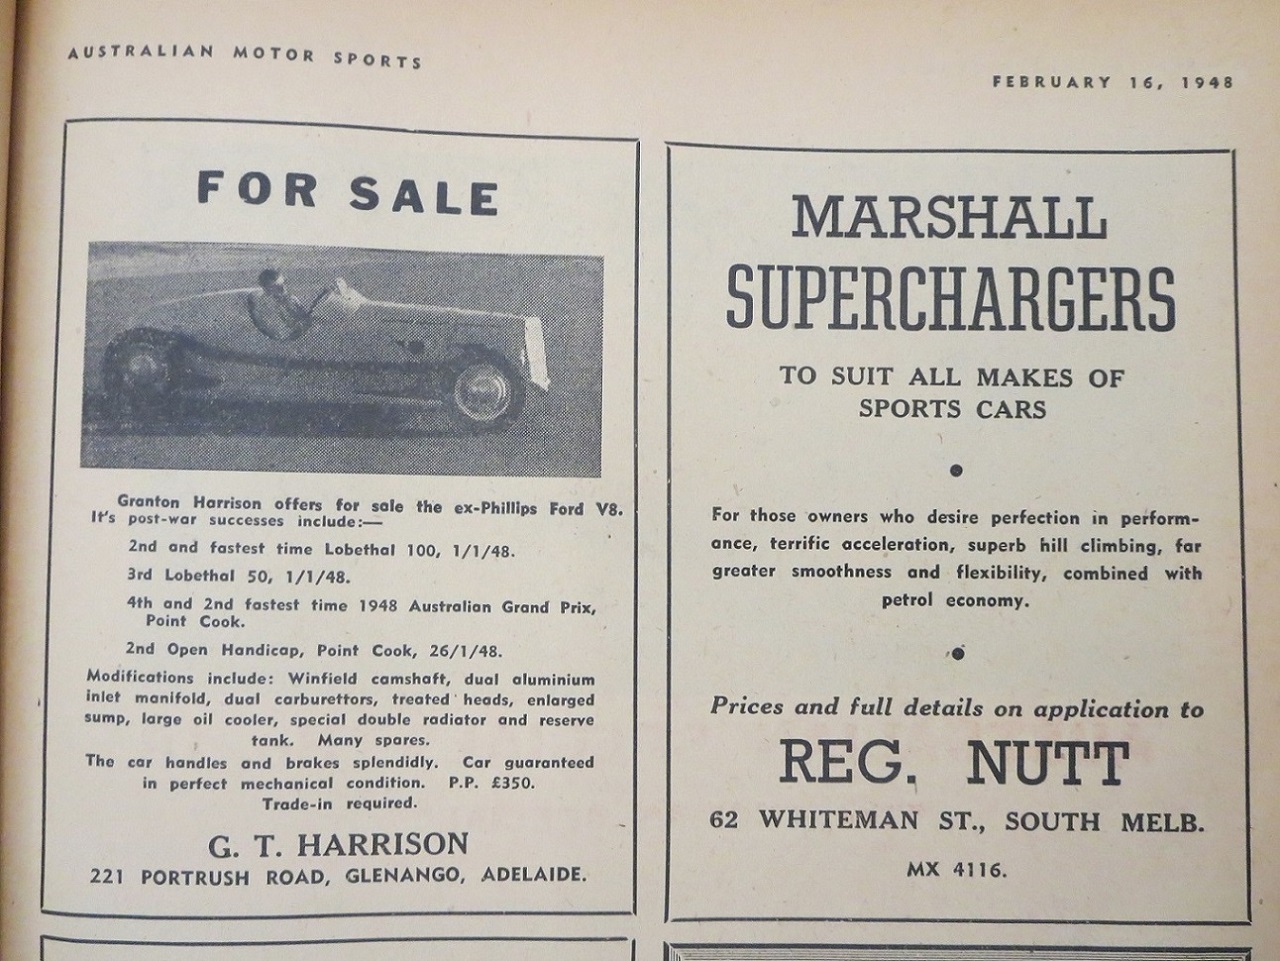 AUSTRALIAN MOTOR SPORTS
FEBRUARY 16, 1948
FOR SALE
Granton Harrison offers for sale the ex-Phillips Ford V8.
It's post-war successes include:—
2nd and fastest time Lobethal 100, 1/1/48.
3rd Lobethal 50, 1/1/48.
4th and 2nd fastest time 1948 Australian Grand Prix,
Point Cook.
2nd Open Handicap, Point Cook, 26/1/48.
Modifications include: Winfield camshaft, dual aluminium
inlet manifold, dual carburettors, treated heads, enlarged
sump, large oil cooler, special double radiator and reserve
tank. Many spares.
The car handles and brakes splendidly. Car guaranteed
in perfect mechanical condition. P.P. £350.
Trade-in required.
G. T. HARRISON
221 PORTRUSH ROAD, GLENANGO, ADELAIDE.
MARSHALL
SUPERCHARGERS
TO SUIT ALL MAKES OF
SPORTS CARS
For those owners who desire perfection in perform-
ance, terrific acceleration, superb hill climbing, far
greater smoothness and flexibility, combined with
petrol economy.
Prices and full details on application to
REG. NUTT
62 WHITEMAN ST., SOUTH MELB.
MX 4116.